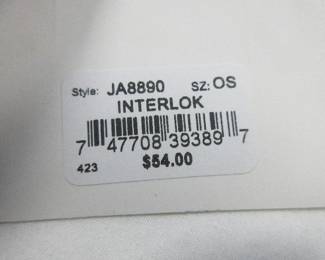 Style: JA8890 SZ: OS
INTERLOK
7 47708 39389 7
423 $54.00